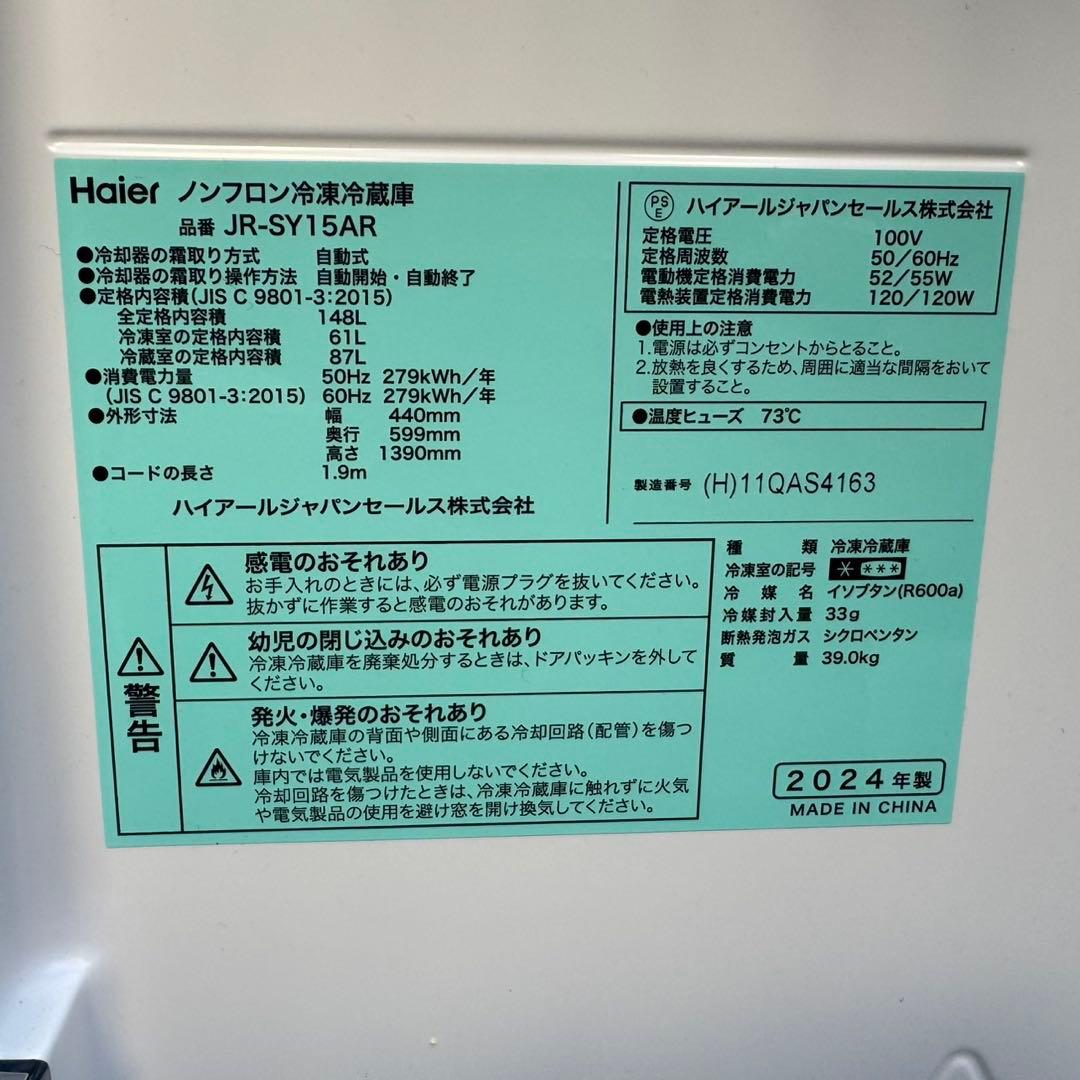 Haier ノンフロン冷凍冷蔵庫
品番 JR-SY15AR
●冷却器の霜取り方式 自動式
●冷却器の霜取り操作方法 自動開始・自動終了
●定格内容積(JIS C 9801-3:2015)
全定格内容積 148L
冷凍室の定格内容積 61L
冷蔵室の定格内容積 87L
●消費電力量 50Hz 279kWh/年
(JIS C 9801-3:2015) 60Hz 279kWh/年
●外形寸法 幅 440mm
奥行 599mm
高さ 1390mm
●コードの長さ 1.9m
ハイアールジャパンセールス株式会社
PSE ハイアールジャパンセールス株式会社
定格電圧 100V
定格周波数 50/60Hz
電動機定格消費電力 52/55W
電熱装置定格消費電力 120/120W
●使用上の注意
1.電源は必ずコンセントからとること。
2.放熱を良くするため、周囲に適当な間隔をおいて
設置すること。
●温度ヒューズ 73℃
製造番号 (H)11QAS4163
警告
感電のおそれあり
お手入れのときには、必ず電源プラグを抜いてください。
抜かずに作業すると感電のおそれがあります。
幼児の閉じ込みのおそれあり
冷凍冷蔵庫を廃棄処分するときは、ドアパッキンを外して
ください。
発火・爆発のおそれあり
冷凍冷蔵庫の背面や側面にある冷却回路(配管)を傷つ
けないでください。
庫内では電気製品を使用しないでください。
冷却回路を傷つけたときは、冷凍冷蔵庫に触れずに火気
や電気製品の使用を避け窓を開け換気してください。
種類 冷凍冷蔵庫
冷凍室の記号 * ***
冷媒名 イソブタン(R600a)
冷媒封入量 33g
断熱発泡ガス シクロペンタン
質量 39.0kg
2024年製
MADE IN CHINA